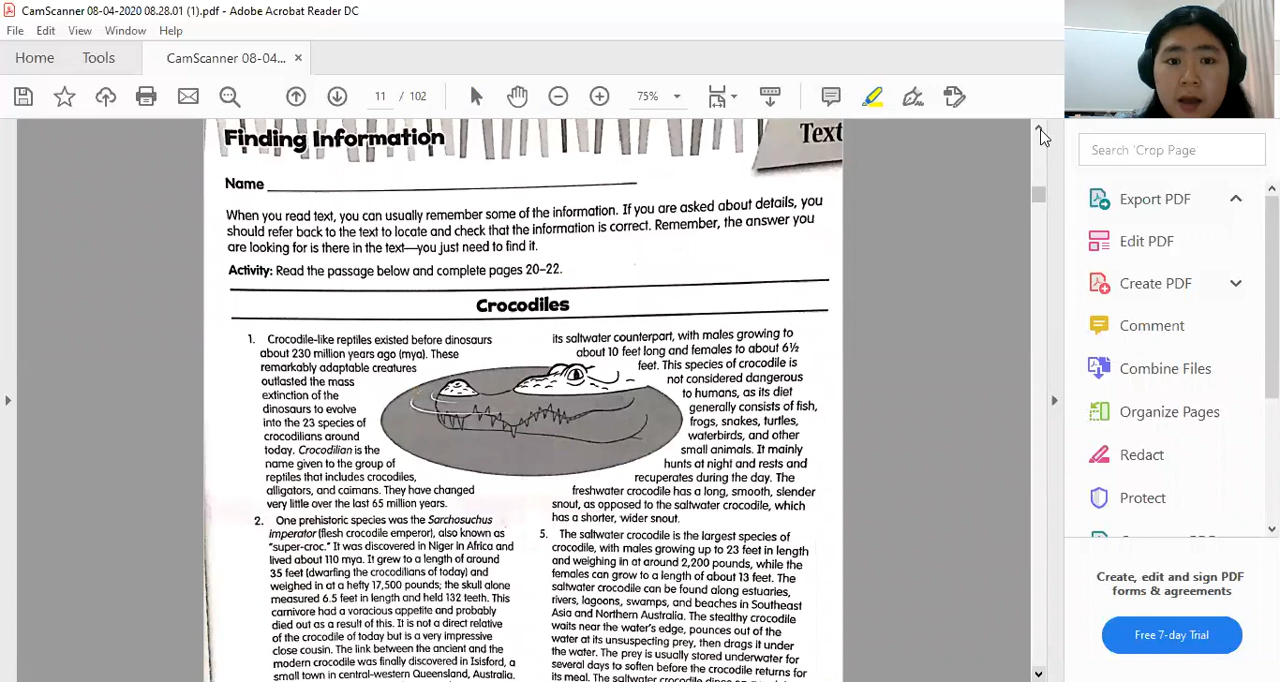 CamScanner 08-04-2020 08.28.01 (1).pdf - Adobe Acrobat Reader DC
File Edit View Window Help
Home Tools CamScanner 08-04... ×
11 / 102 75%
Finding Information
Text
Name
When you read text, you can usually remember some of the information. If you are asked about details, you
should refer back to the text to locate and check that the information is correct. Remember, the answer you
are looking for is there in the text—you just need to find it.
Activity: Read the passage below and complete pages 20–22.
Crocodiles
1. Crocodile-like reptiles existed before dinosaurs
about 230 million years ago (mya). These
remarkably adaptable creatures
outlasted the mass
extinction of the
dinosaurs to evolve
into the 23 species of
crocodilians around
today. Crocodilian is the
name given to the group of
reptiles that includes crocodiles,
alligators, and caimans. They have changed
very little over the last 65 million years.
2. One prehistoric species was the Sarchosuchus
imperator (flesh crocodile emperor), also known as
"super-croc." It was discovered in Niger in Africa and
lived about 110 mya. It grew to a length of around
35 feet (dwarfing the crocodilians of today) and
weighed in at a hefty 17,500 pounds; the skull alone
measured 6.5 feet in length and held 132 teeth. This
carnivore had a voracious appetite and probably
died out as a result of this. It is not a direct relative
of the crocodile of today but is a very impressive
close cousin. The link between the ancient and the
modern crocodile was finally discovered in Isisford, a
small town in central-western Queensland, Australia.
its saltwater counterpart, with males growing to
about 10 feet long and females to about 6½
feet. This species of crocodile is
not considered dangerous
to humans, as its diet
generally consists of fish,
frogs, snakes, turtles,
waterbirds, and other
small animals. It mainly
hunts at night and rests and
recuperates during the day. The
freshwater crocodile has a long, smooth, slender
snout, as opposed to the saltwater crocodile, which
has a shorter, wider snout.
5. The saltwater crocodile is the largest species of
crocodile, with males growing up to 23 feet in length
and weighing in at around 2,200 pounds, while the
females can grow to a length of about 13 feet. The
saltwater crocodile can be found along estuaries,
rivers, lagoons, swamps, and beaches in Southeast
Asia and Northern Australia. The stealthy crocodile
waits near the water's edge, pounces out of the
water at its unsuspecting prey, then drags it under
the water. The prey is usually stored underwater for
several days to soften before the crocodile returns for
its meal. The saltwater crocodile
Search 'Crop Page'
Export PDF
Edit PDF
Create PDF
Comment
Combine Files
Organize Pages
Redact
Protect
Create, edit and sign PDF
forms & agreements
Free 7-day Trial